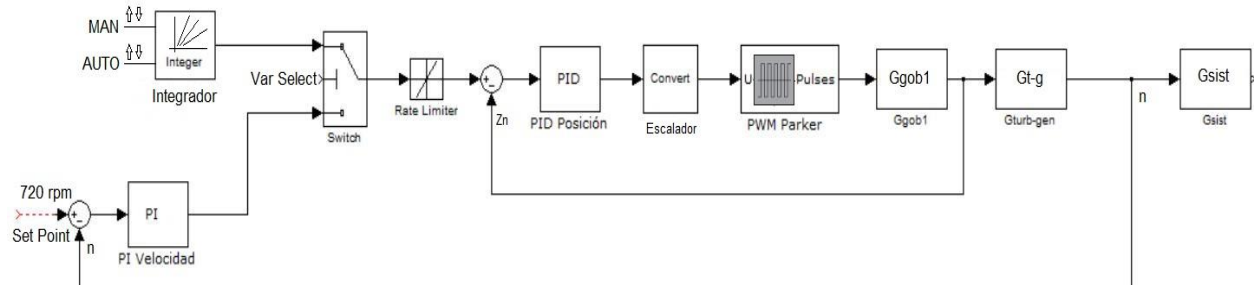 MAN
AUTO
Integer
Integrador
Var Select
Switch
Rate Limiter
+
-
Zn
PID
PID Posición
Convert
Escalador
U
Pulses
PWM Parker
Ggob1
Ggob1
Gt-g
Gturb-gen
n
Gsist
Gsist
720 rpm
Set Point
+
-
n
PI
PI Velocidad